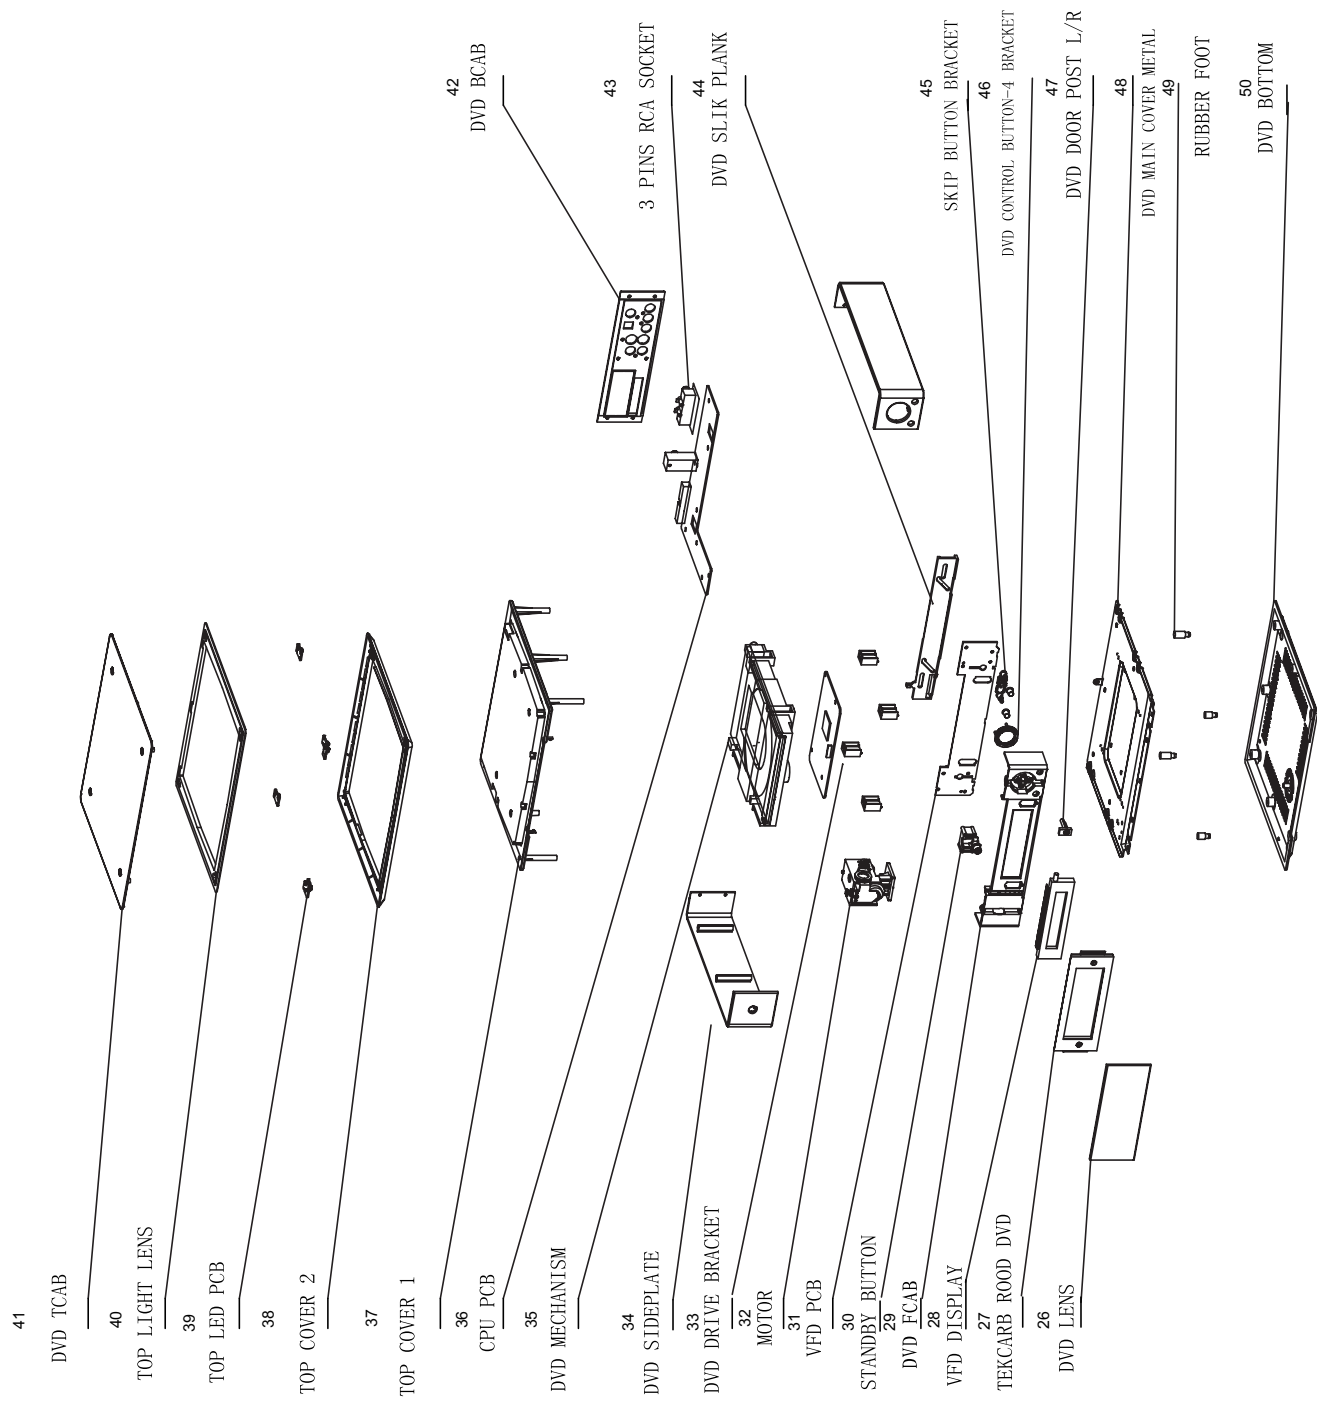 41
DVD TCAB
40
TOP LIGHT LENS
39
TOP LED PCB
38
TOP COVER 2
37
TOP COVER 1
36
CPU PCB
35
DVD MECHANISM
34
DVD SIDEPLATE
33
DVD DRIVE BRACKET
32
MOTOR
31
VFD PCB
30
STANDBY BUTTON
29
DVD FCAB
28
VFD DISPLAY
27
TEKCARB ROOD DVD
26
DVD LENS
42
DVD BCAB
43
3 PINS RCA SOCKET
44
DVD SLIK PLANK
45
SKIP BUTTON BRACKET
46
DVD CONTROL BUTTON-4 BRACKET
47
DVD DOOR POST L/R
48
DVD MAIN COVER METAL
49
RUBBER FOOT
50
DVD BOTTOM